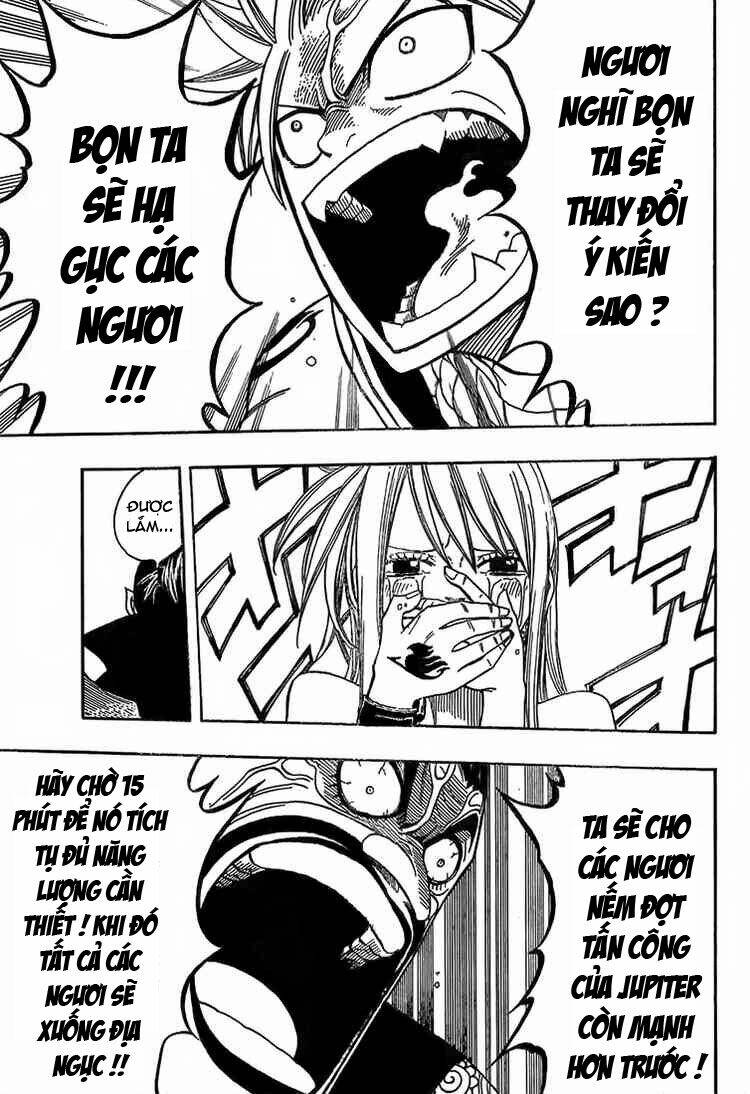 NGƯƠI
NGHĨ BỌN
TA SẼ
THAY ĐỔI
Ý KIẾN
SAO ?
BỌN TA
SẼ HẠ
GỤC CÁC
NGƯƠI
!!!
ĐƯỢC
LẮM...
TA SẼ CHO
CÁC NGƯƠI
NẾM ĐỢT
TẤN CÔNG
CỦA JUPITER
CÒN MẠNH
HƠN TRƯỚC !
HÃY CHỜ 15
PHÚT ĐỂ NÓ TÍCH
TỤ ĐỦ NĂNG
LƯỢNG CẦN
THIẾT ! KHI ĐÓ
TẤT CẢ CÁC
NGƯƠI SẼ
XUỐNG ĐỊA
NGỤC !!